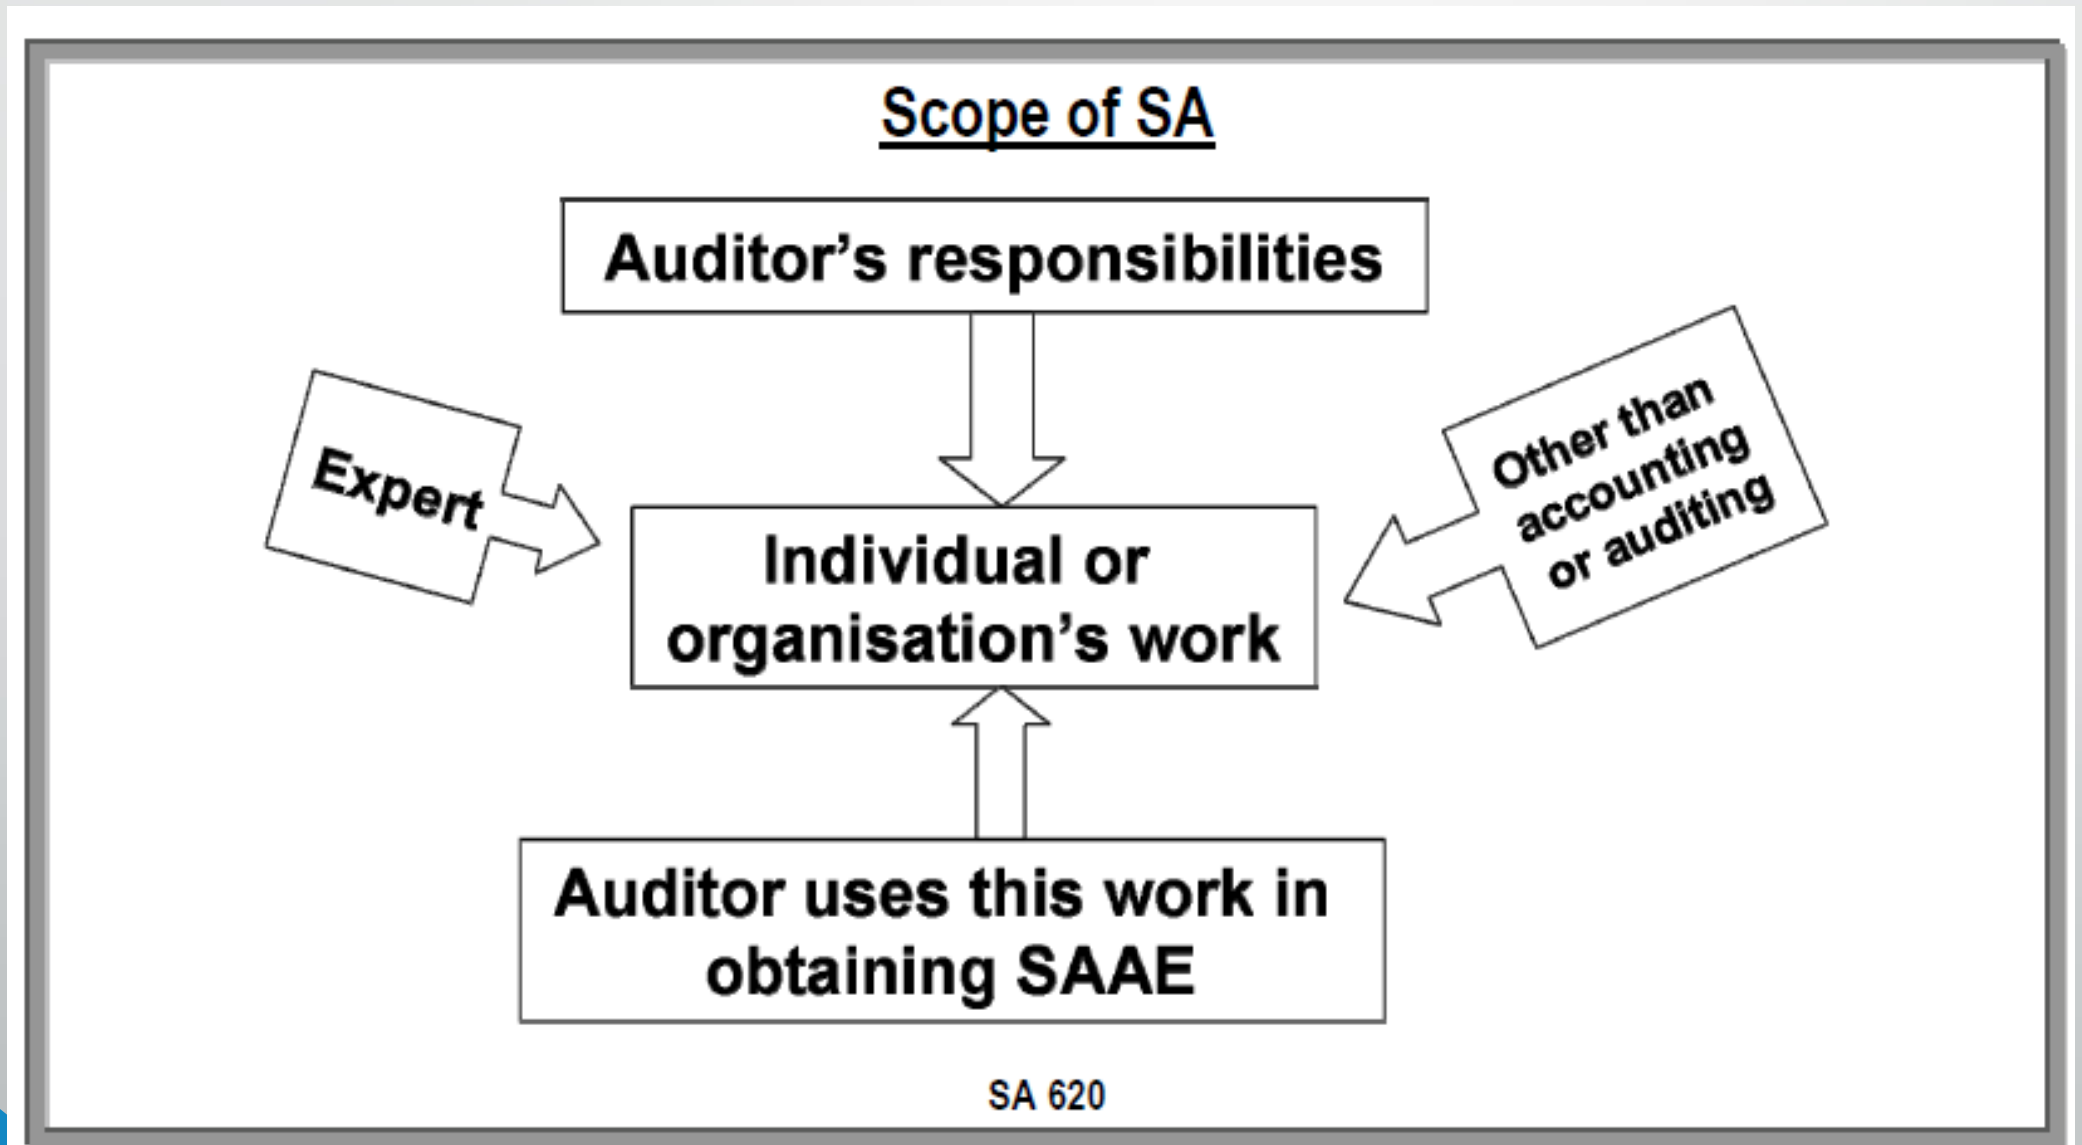 Scope of SA
Auditor’s responsibilities
Expert
Other than
accounting
or auditing
Individual or
organisation’s work
Auditor uses this work in
obtaining SAAE
SA 620